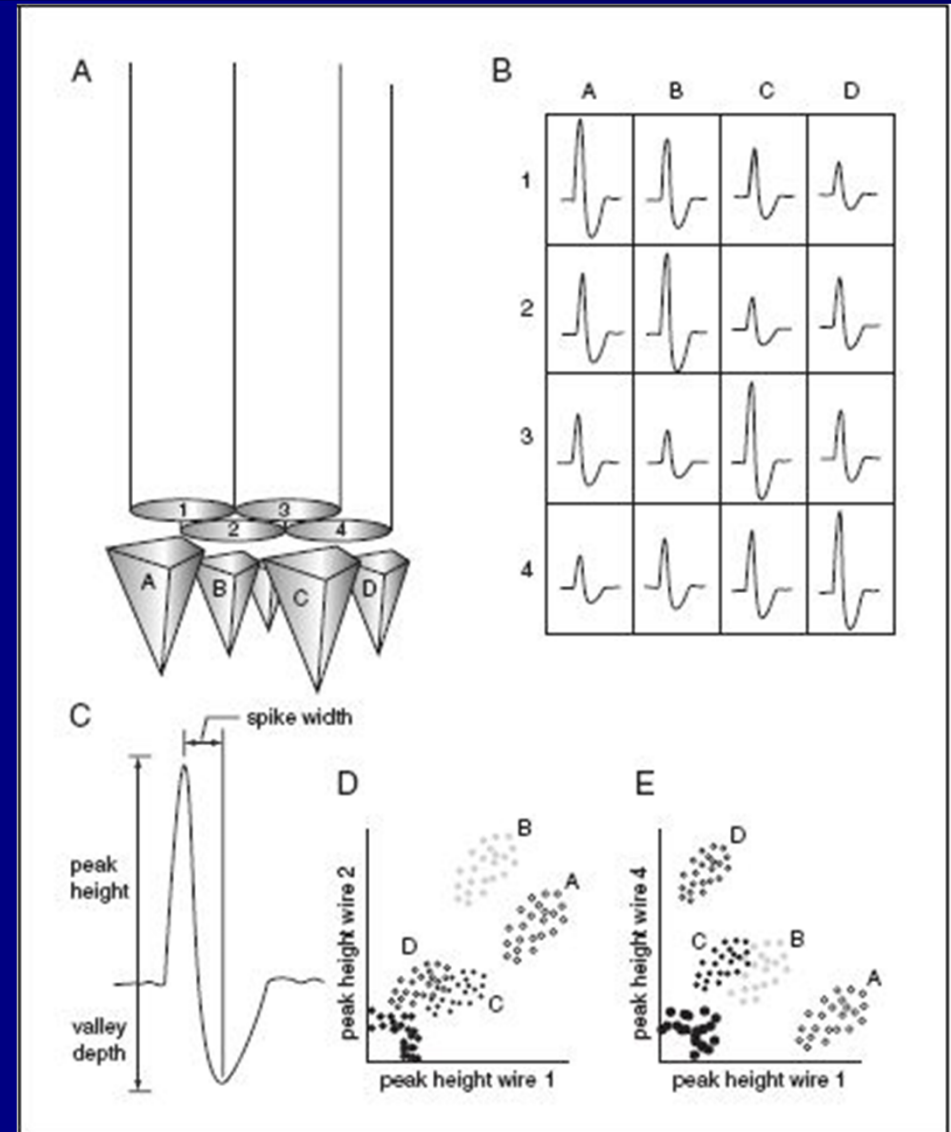 A
1
3
2
4
A
B
C
D
B
A B C D
1
2
3
4
C
spike width
peak
height
valley
depth
D
peak height wire 2
B
A
D
C
peak height wire 1
E
peak height wire 4
D
C
B
A
peak height wire 1